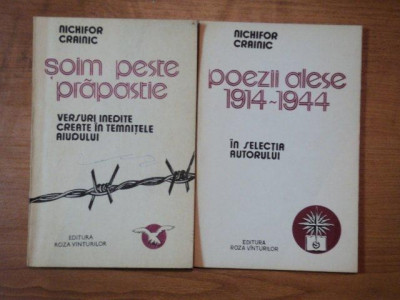 NICHIFOR
CRAINIC
şoim peste
prăpastie
VERSURI INEDITE
CREATE ÎN TEMNIŢELE
AIUDULUI
EDITURA
ROZA VÎNTURILOR
NICHIFOR
CRAINIC
poezii alese
1914~1944
ÎN SELECŢIA
AUTORULUI
EDITURA
ROZA VÎNTURILOR